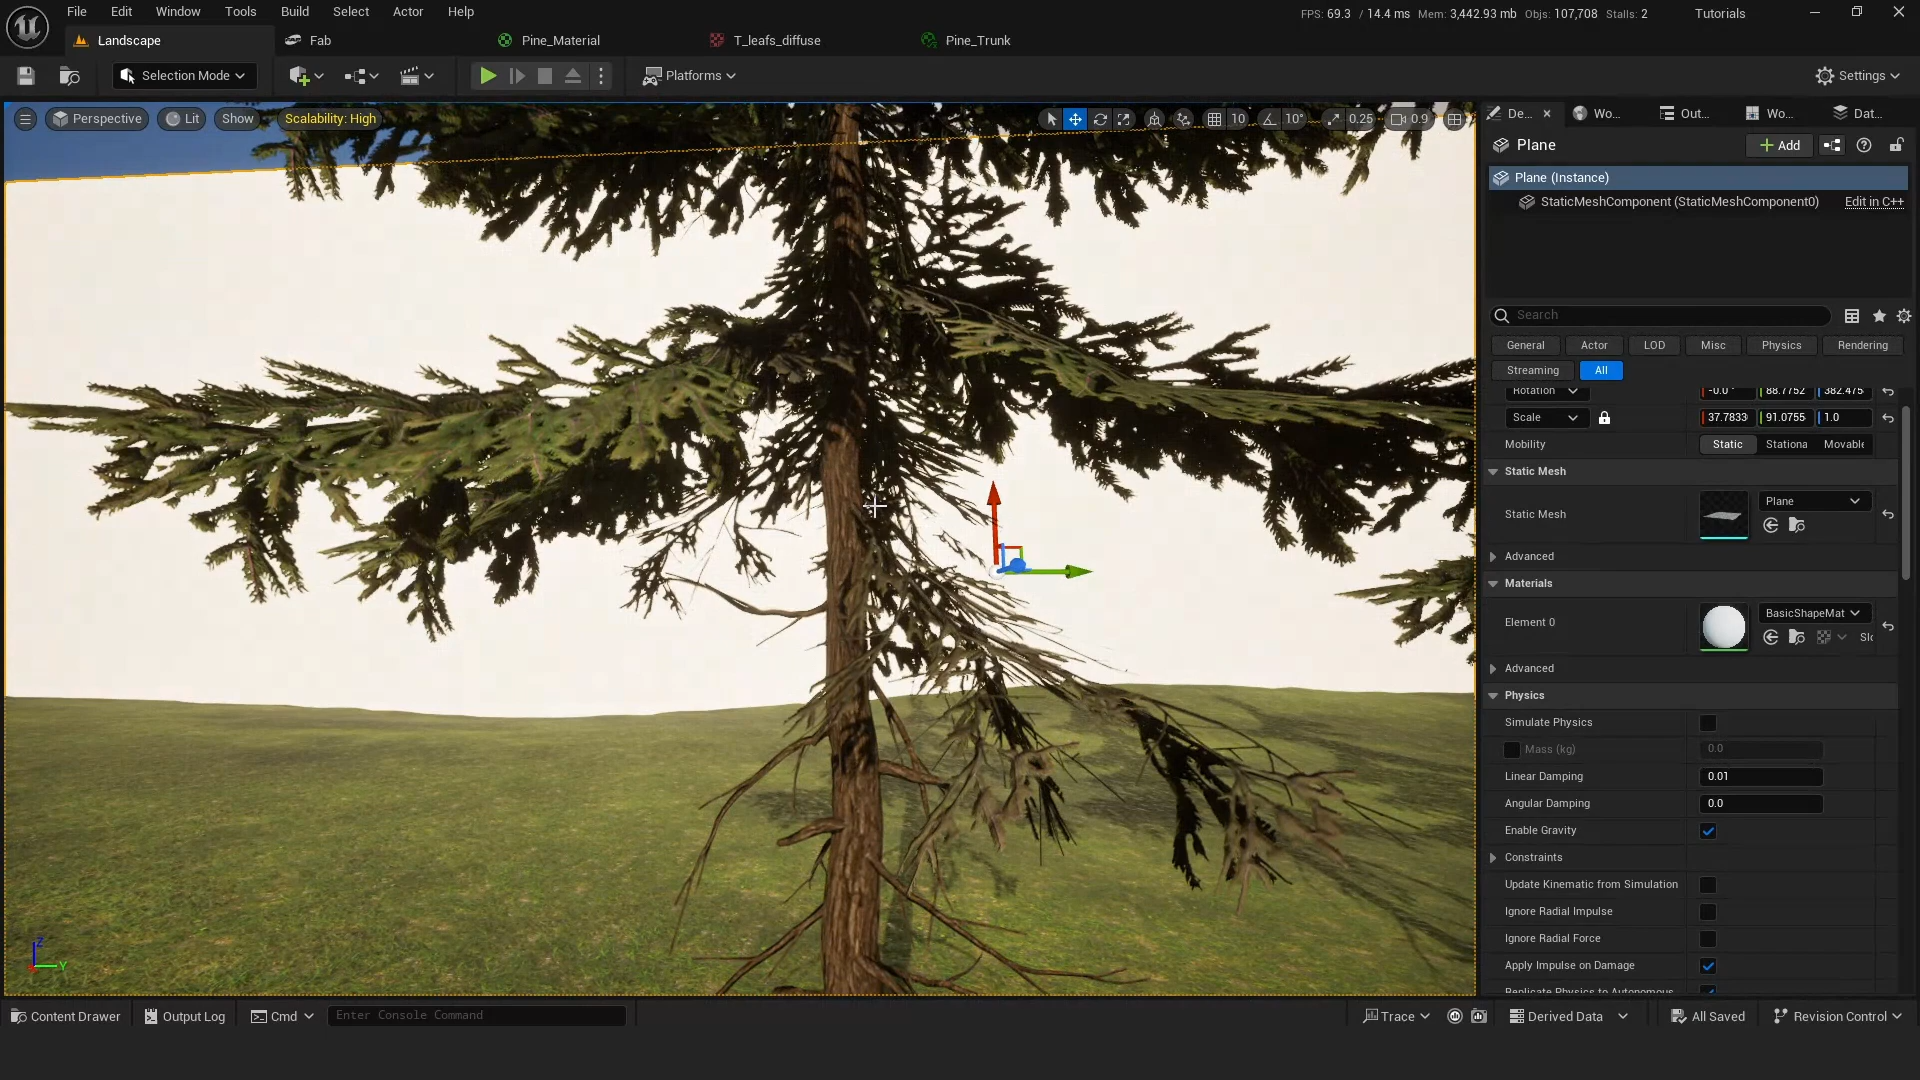 File Edit Window Tools Build Select Actor Help
FPS: 69.3 / 14.4 ms Mem: 3,442.93 mb Objs: 107,708 Stalls: 2 Tutorials
Landscape Fab Pine_Material T_leafs_diffuse Pine_Trunk
Selection Mode Platforms Settings
Perspective Lit Show Scalability: High 10 10° 0.25 0.9
De... Wo... Out... Wo... Dat...
Plane Add
Plane (Instance)
StaticMeshComponent (StaticMeshComponent0) Edit in C++
Search
General Actor LOD Misc Physics Rendering
Streaming All
Rotation -0.0 ° 88.7752 382.475
Scale 37.7833 91.0755 1.0
Mobility Static Stationa Movable
Static Mesh
Static Mesh Plane
Advanced
Materials
Element 0 BasicShapeMat
Advanced
Physics
Simulate Physics
Mass (kg) 0.0
Linear Damping 0.01
Angular Damping 0.0
Enable Gravity
Constraints
Update Kinematic from Simulation
Ignore Radial Impulse
Ignore Radial Force
Apply Impulse on Damage
Replicate Physics to Autonomous
Z
Y
Content Drawer Output Log Cmd Enter Console Command Trace Derived Data All Saved Revision Control